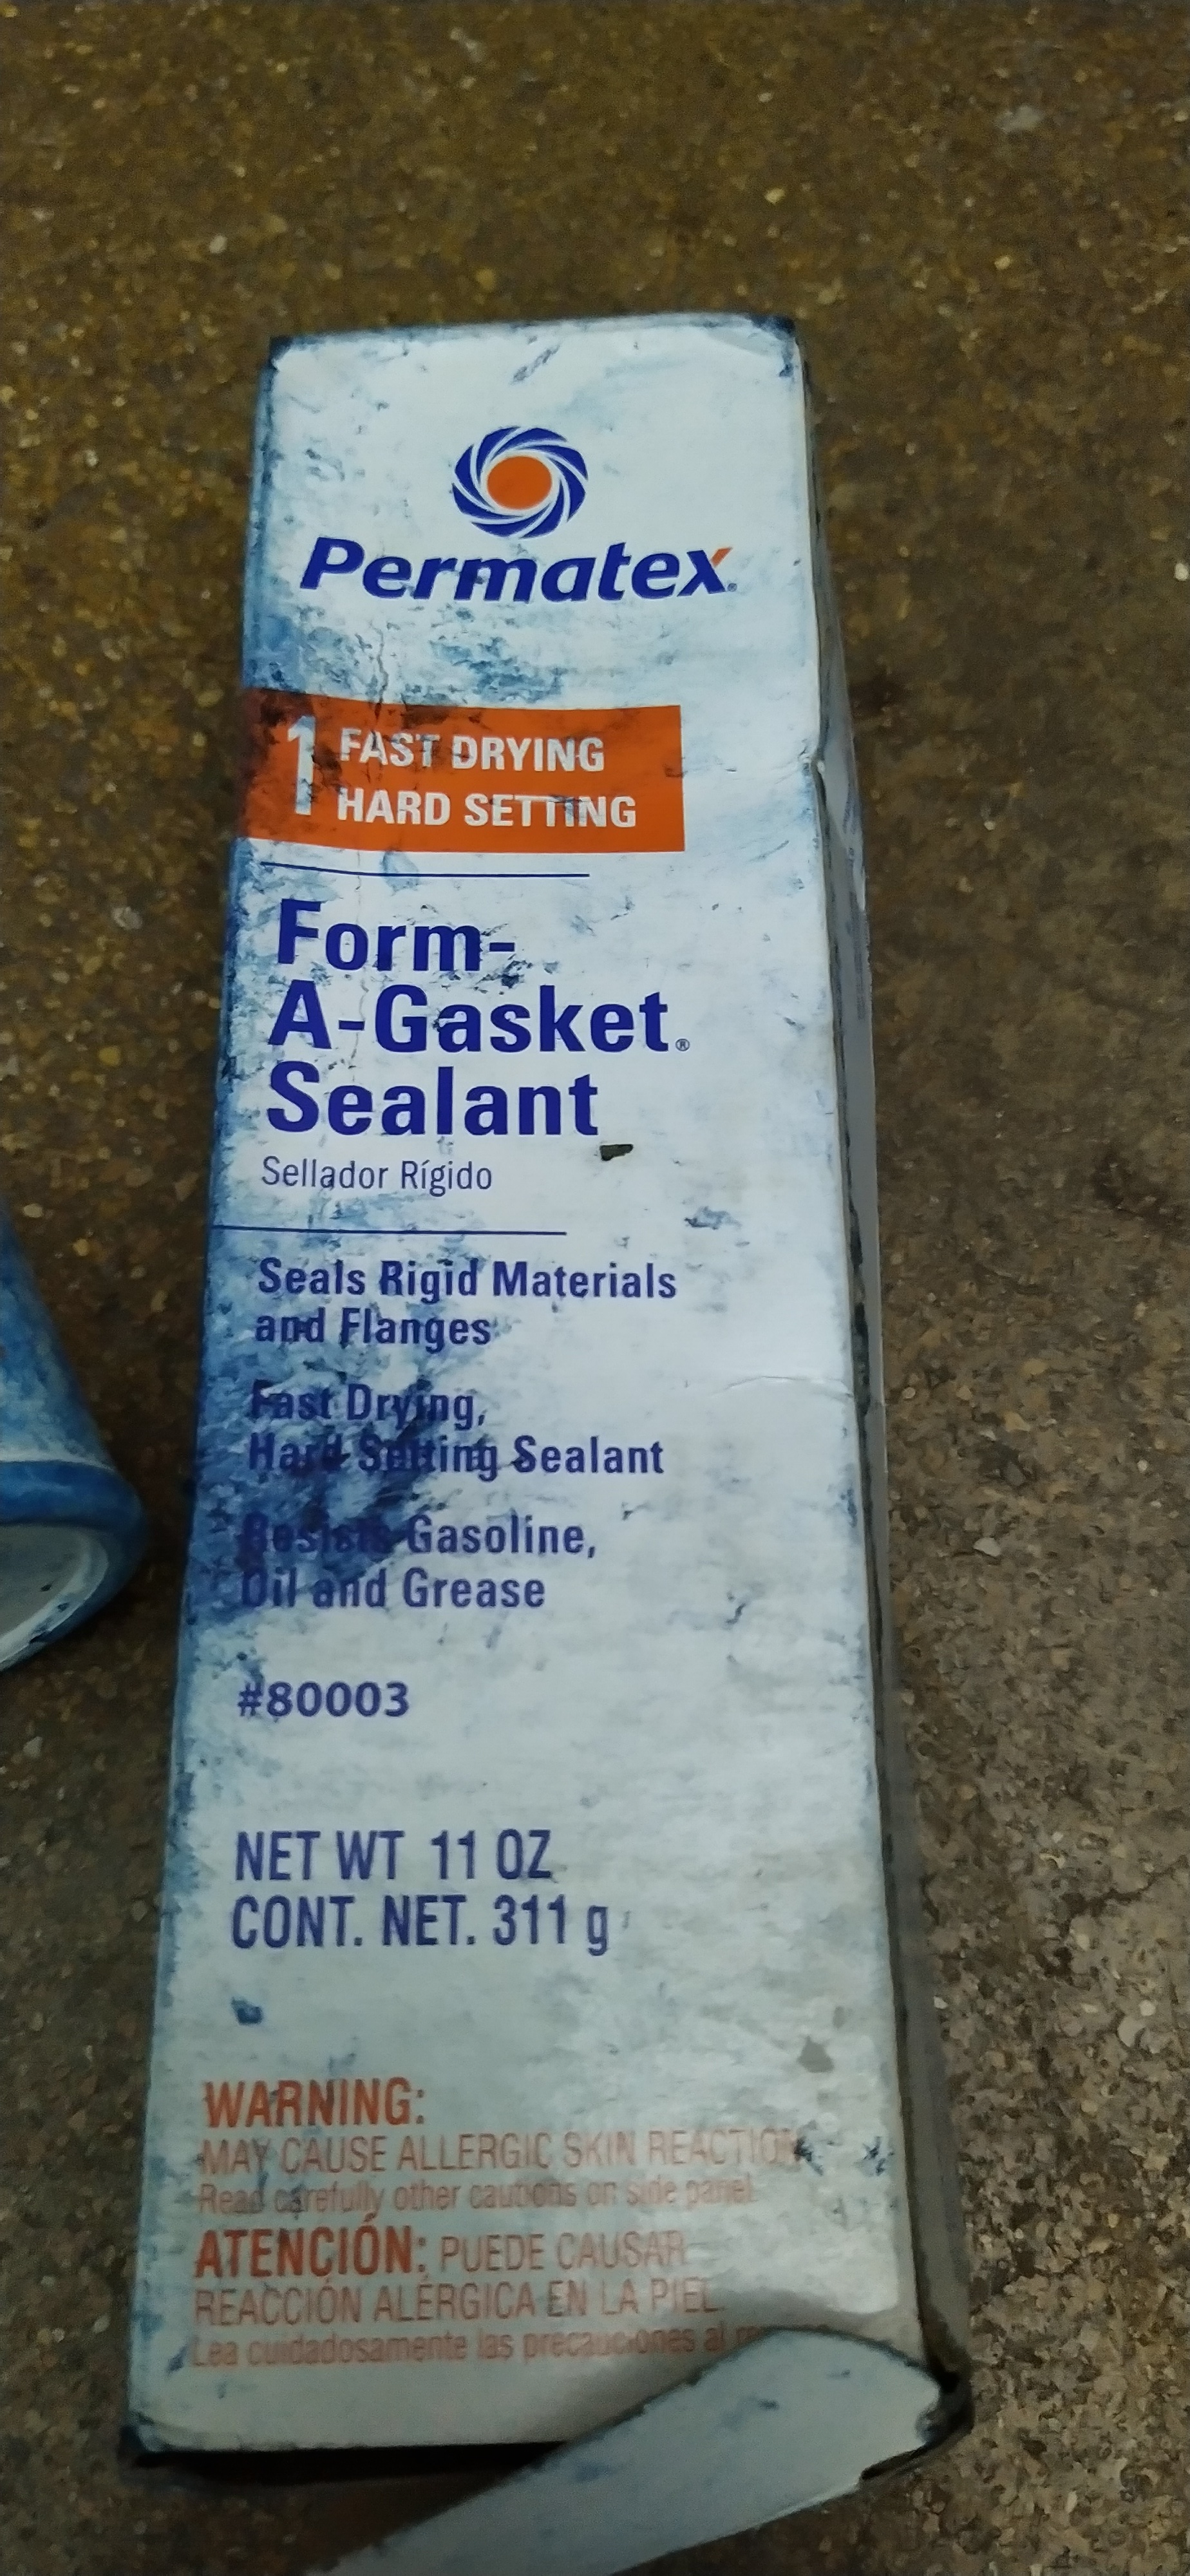 Permatex®
1 FAST DRYING
HARD SETTING
Form-
A-Gasket®
Sealant
Sellador Rígido
Seals Rigid Materials
and Flanges
Fast Drying,
Hard Setting Sealant
Resists Gasoline,
Oil and Grease
#80003
NET WT 11 OZ
CONT. NET. 311 g
WARNING:
MAY CAUSE ALLERGIC SKIN REACTION
Read carefully other cautions on side panel.
ATENCIÓN: PUEDE CAUSAR
REACCIÓN ALÉRGICA EN LA PIEL.
Lea cuidadosamente las precauciones al